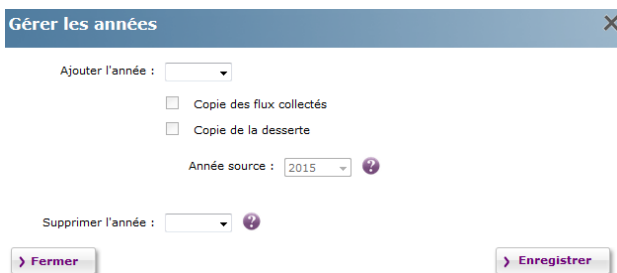 Gérer les années
Ajouter l'année :
Copie des flux collectés
Copie de la desserte
Année source : 2015
Supprimer l'année :
Fermer
Enregistrer